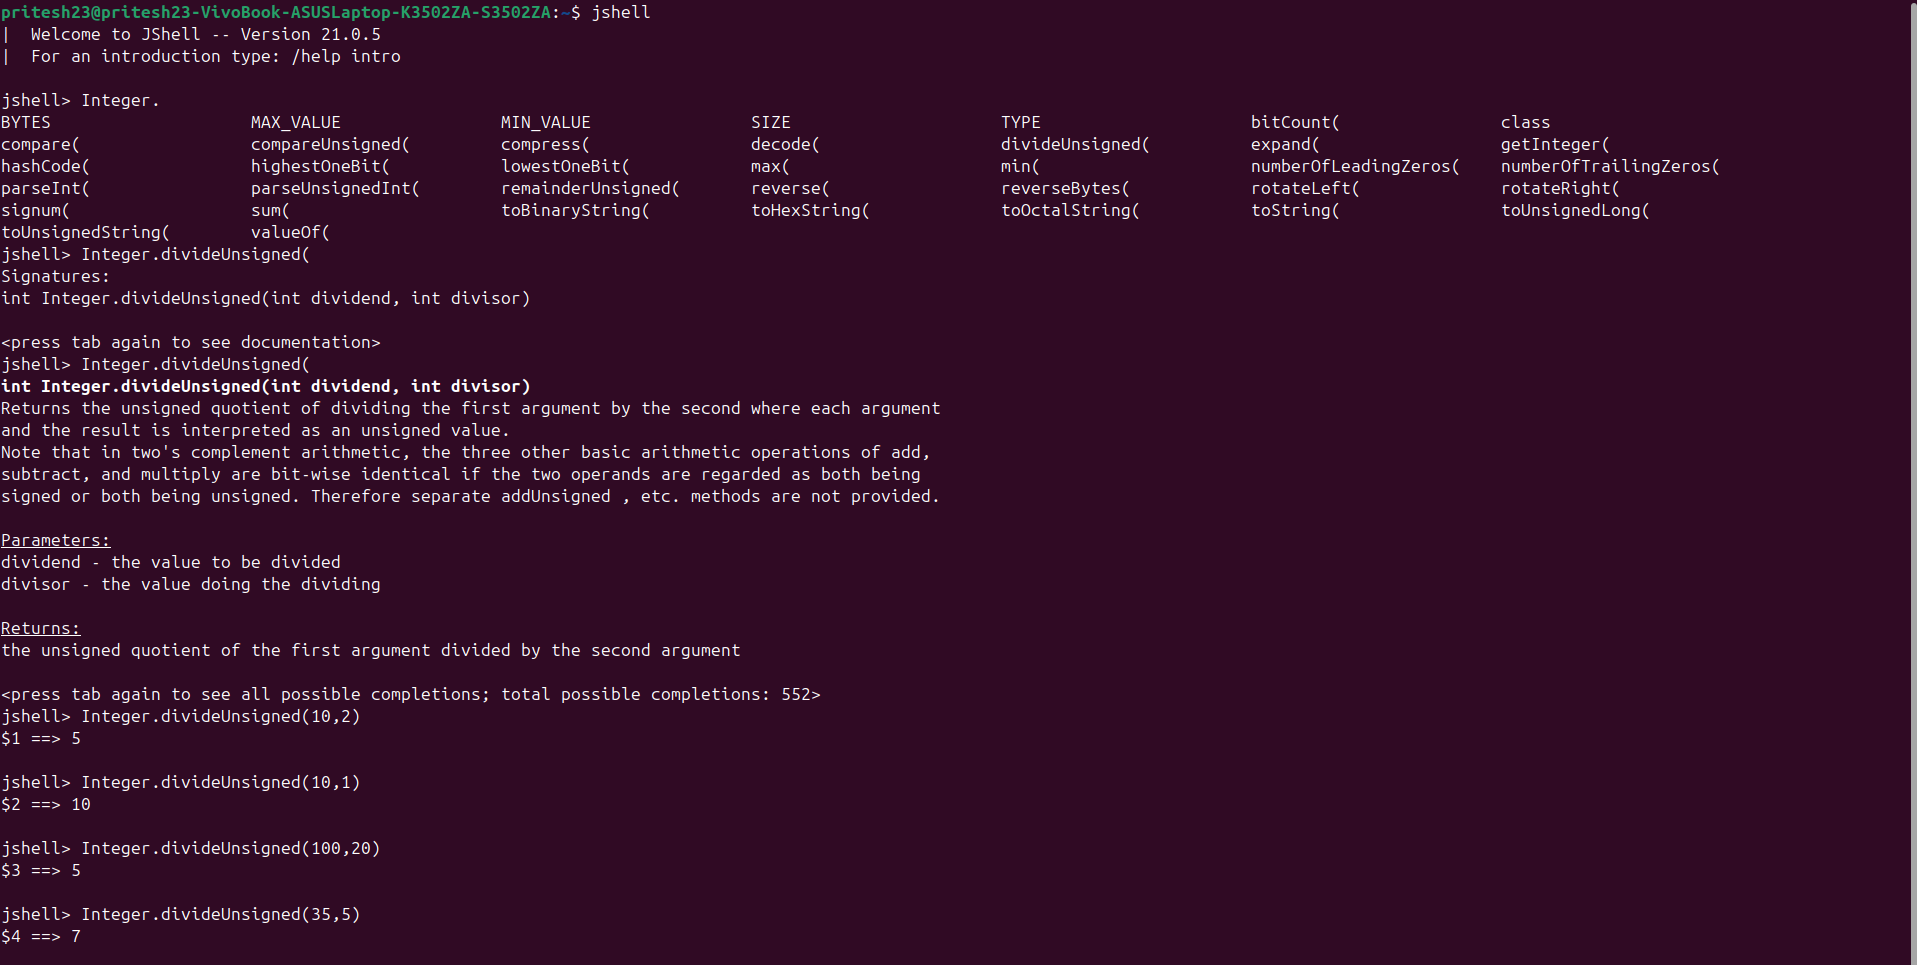 pritesh23@pritesh23-VivoBook-ASUSLaptop-K3502ZA-S3502ZA:~$ jshell
|  Welcome to JShell -- Version 21.0.5
|  For an introduction type: /help intro

jshell> Integer.
BYTES                    MAX_VALUE                MIN_VALUE                SIZE                     TYPE                     bitCount(                class
compare(                 compareUnsigned(         compress(                decode(                  divideUnsigned(          expand(                  getInteger(
hashCode(                highestOneBit(           lowestOneBit(            max(                     min(                     numberOfLeadingZeros(    numberOfTrailingZeros(
parseInt(                parseUnsignedInt(        remainderUnsigned(       reverse(                 reverseBytes(            rotateLeft(              rotateRight(
signum(                  sum(                     toBinaryString(          toHexString(             toOctalString(           toString(                toUnsignedLong(
toUnsignedString(        valueOf(
jshell> Integer.divideUnsigned(
Signatures:
int Integer.divideUnsigned(int dividend, int divisor)

<press tab again to see documentation>
jshell> Integer.divideUnsigned(
int Integer.divideUnsigned(int dividend, int divisor)
Returns the unsigned quotient of dividing the first argument by the second where each argument
and the result is interpreted as an unsigned value.
Note that in two's complement arithmetic, the three other basic arithmetic operations of add,
subtract, and multiply are bit-wise identical if the two operands are regarded as both being
signed or both being unsigned. Therefore separate addUnsigned , etc. methods are not provided.

Parameters:
dividend - the value to be divided
divisor - the value doing the dividing

Returns:
the unsigned quotient of the first argument divided by the second argument

<press tab again to see all possible completions; total possible completions: 552>
jshell> Integer.divideUnsigned(10,2)
$1 ==> 5

jshell> Integer.divideUnsigned(10,1)
$2 ==> 10

jshell> Integer.divideUnsigned(100,20)
$3 ==> 5

jshell> Integer.divideUnsigned(35,5)
$4 ==> 7